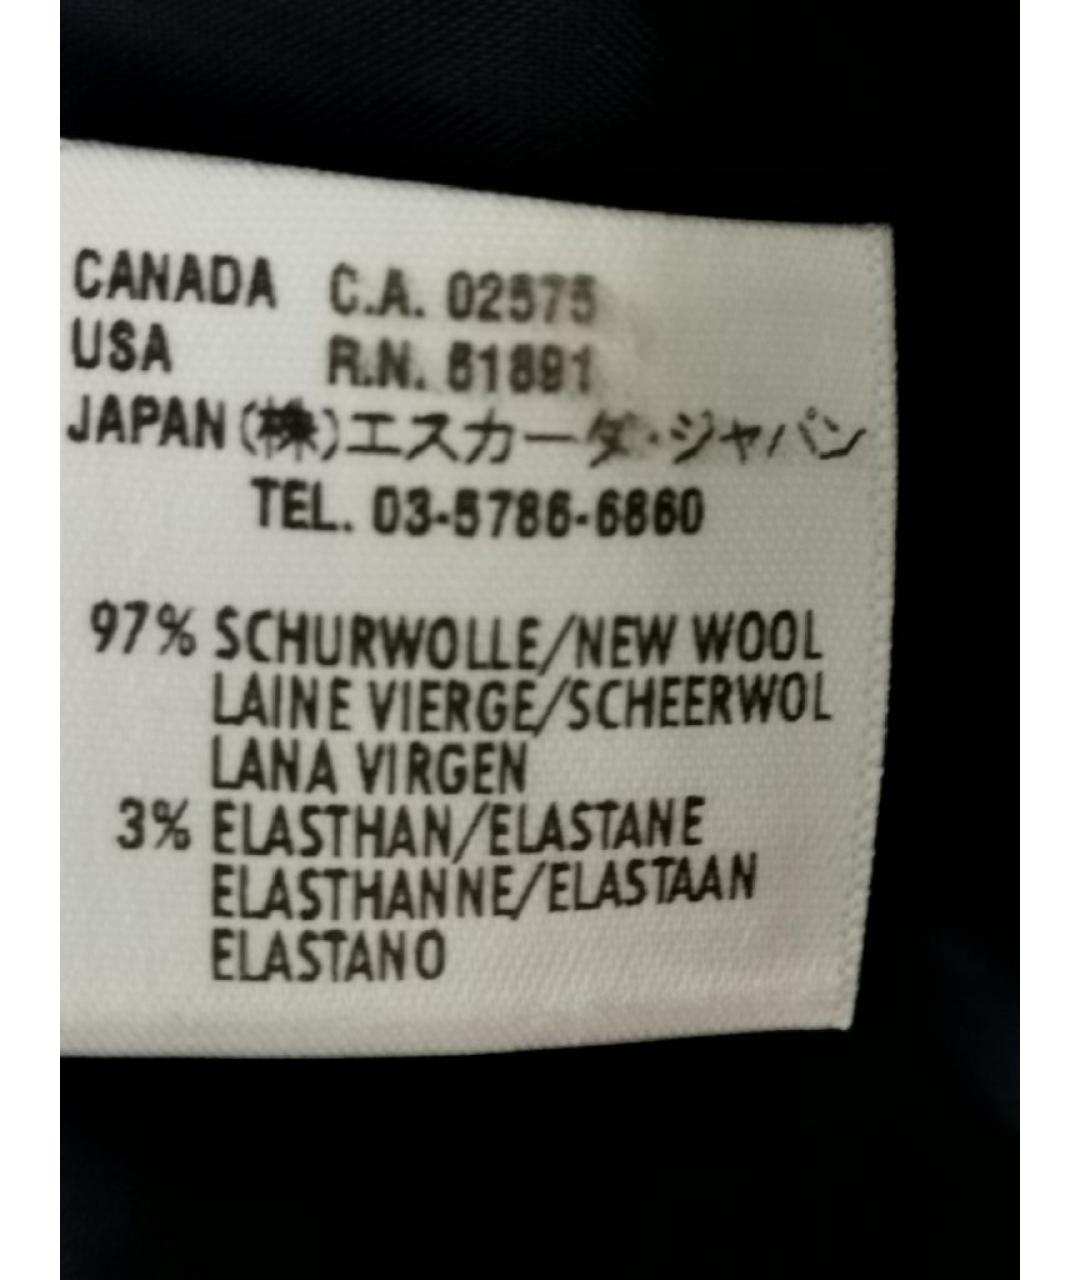 CANADA C.A. 02575
USA R.N. 61891
JAPAN (株)エスカーダ・ジャパン
TEL. 03-5786-6860
97% SCHURWOLLE/NEW WOOL
LAINE VIERGE/SCHEERWOL
LANA VIRGEN
3% ELASTHAN/ELASTANE
ELASTHANNE/ELASTAAN
ELASTANO